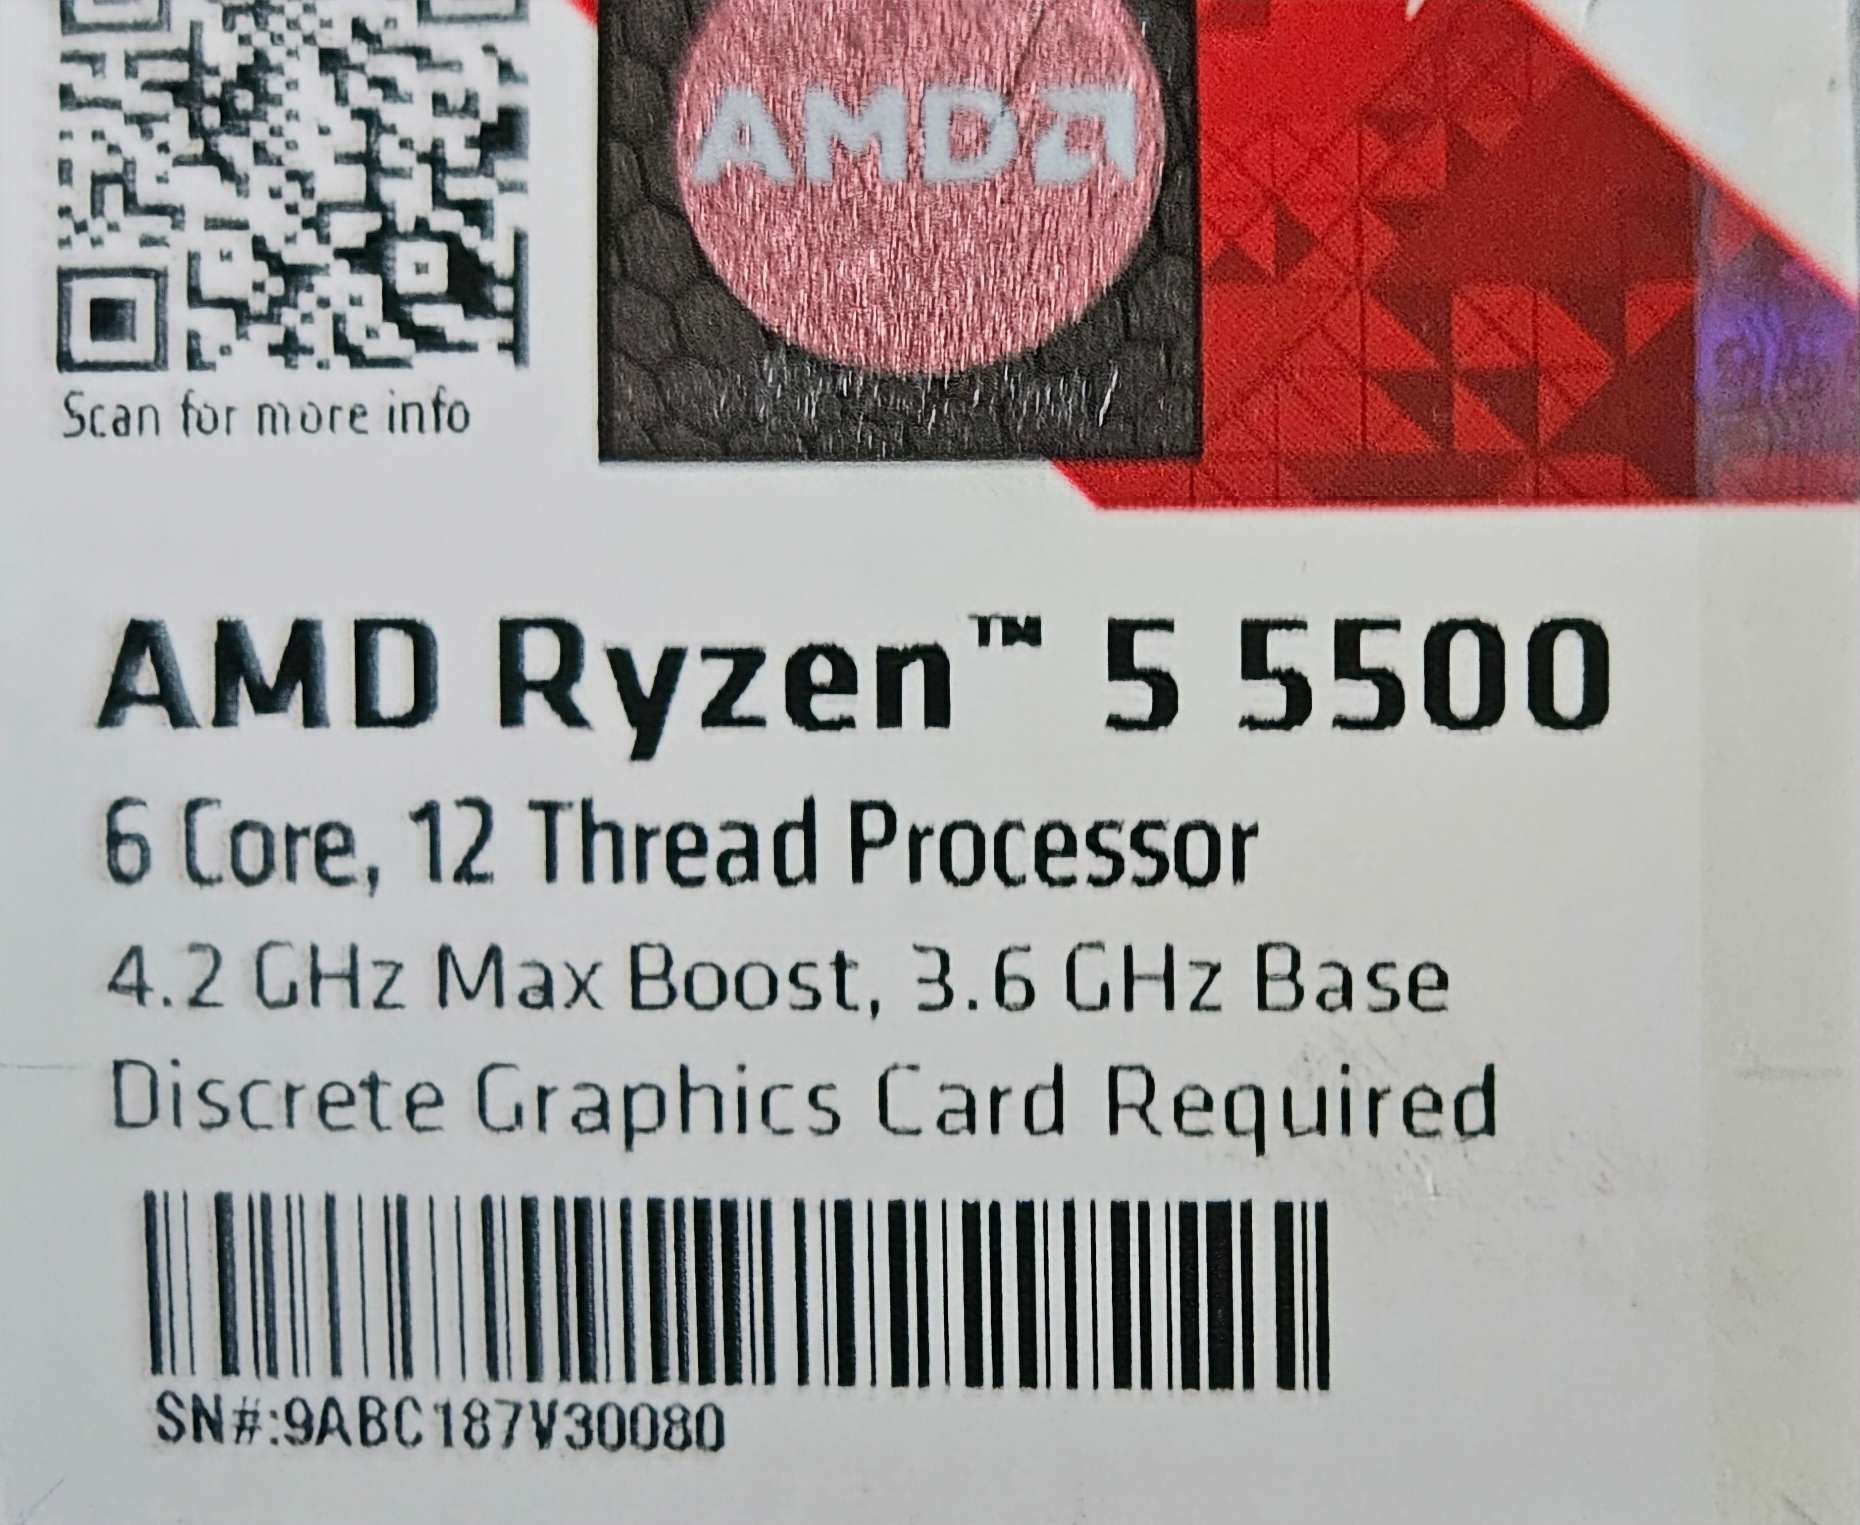 AMD
Scan for more info
AMD Ryzen™ 5 5500
6 Core, 12 Thread Processor
4.2 GHz Max Boost, 3.6 GHz Base
Discrete Graphics Card Required
SN#:9ABC187V30080